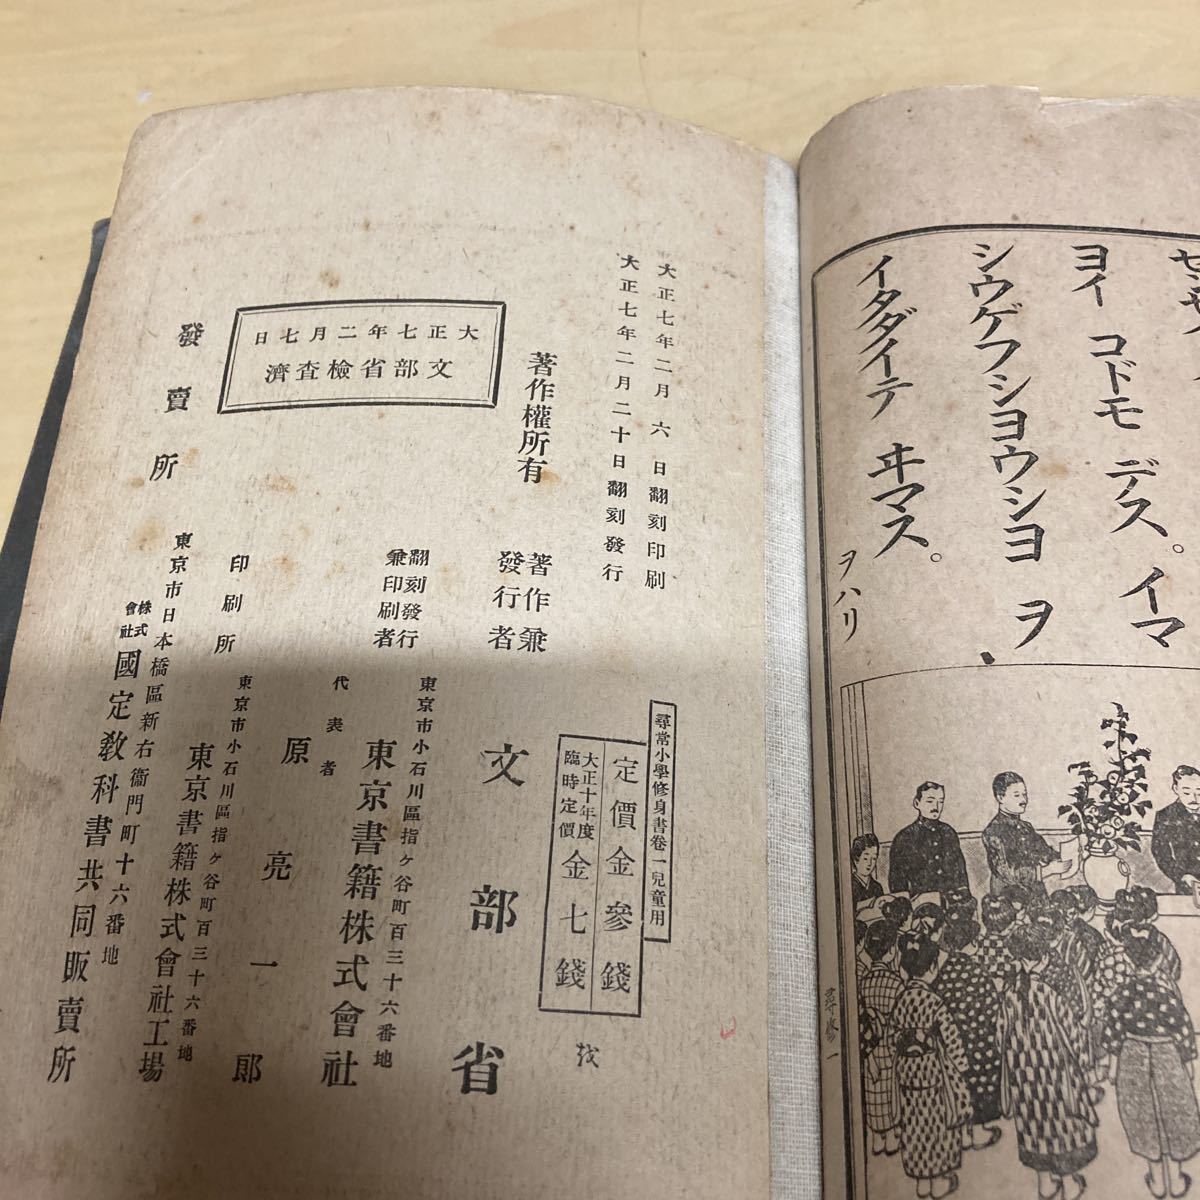 ヨイ コドモ デス。イマ
シウゲフシヨウシヨ ヲ
イタダイテ ヰマス。
ヲハリ
尋修一
大正七年二月六日翻刻印刷
大正七年二月二十日翻刻發行
著作權所有
大正七年二月七日
文部省檢查濟
尋常小學修身書卷一兒童用
定價金參錢
大正十年度臨時定價金七錢
著作兼發行者
文部省
翻刻發行兼印刷者
東京市小石川區指ヶ谷町百三十六番地
東京書籍株式會社
代表者
原亮一郎
印刷所
東京市小石川區指ヶ谷町百三十六番地
東京書籍株式會社工場
發賣所
東京市日本橋區新右衞門町十六番地
株式會社國定教科書共同販賣所